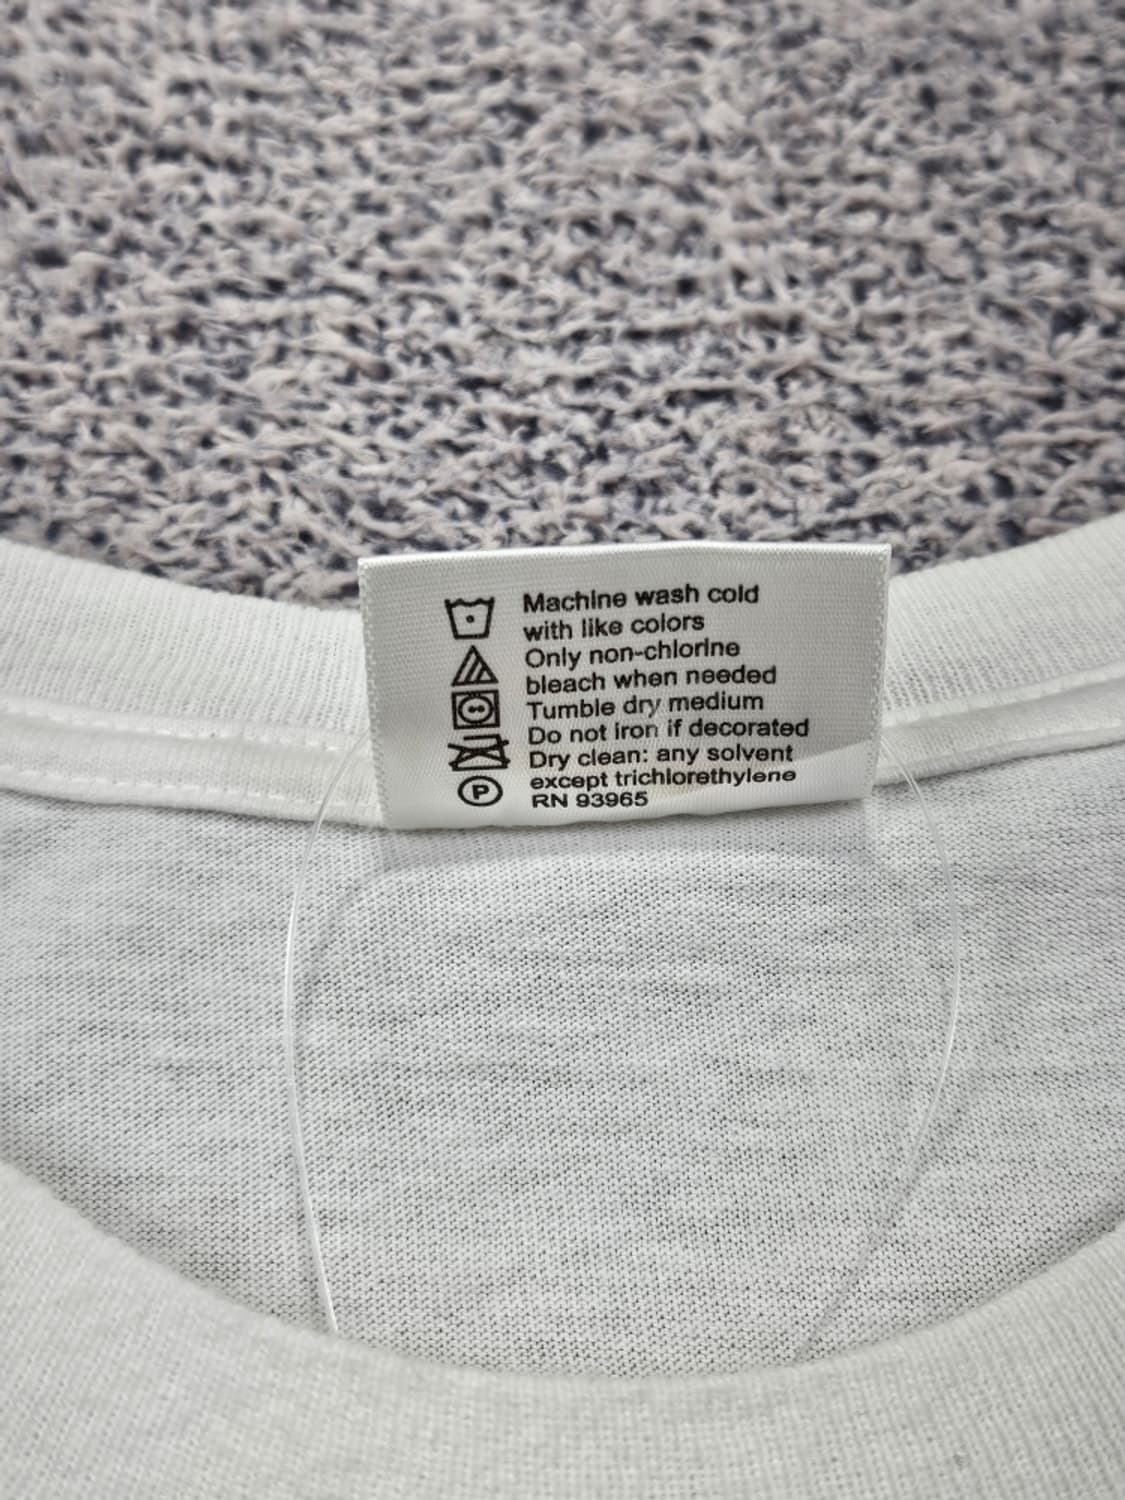 Machine wash cold
with like colors
Only non-chlorine
bleach when needed
Tumble dry medium
Do not iron if decorated
Dry clean: any solvent
except trichlorethylene
P
RN 93965